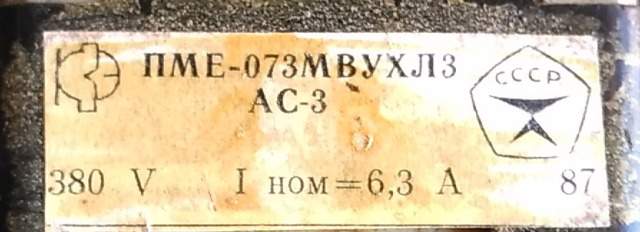 ПМЕ-073МВУХЛ3
АС-3
СССР
380 V I ном=6,3 А 87